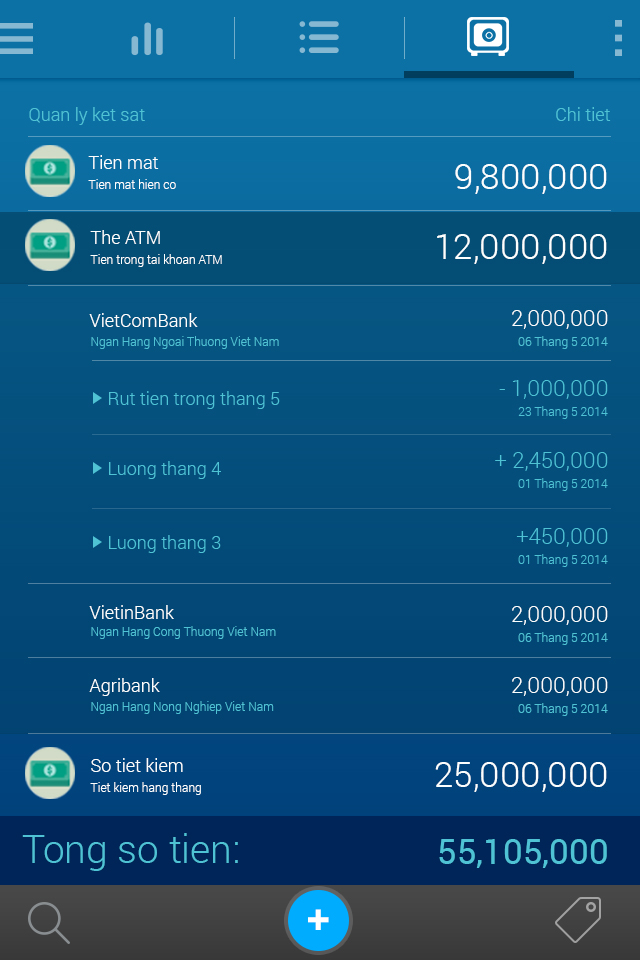 Quan ly ket sat
Chi tiet
Tien mat
9,800,000
Tien mat hien co
The ATM
12,000,000
Tien trong tai khoan ATM
VietComBank
2,000,000
Ngan Hang Ngoai Thuong Viet Nam
06 Thang 5 2014
Rut tien trong thang 5
- 1,000,000
23 Thang 5 2014
Luong thang 4
+ 2,450,000
01 Thang 5 2014
Luong thang 3
+450,000
01 Thang 5 2014
VietinBank
2,000,000
Ngan Hang Cong Thuong Viet Nam
06 Thang 5 2014
Agribank
2,000,000
Ngan Hang Nong Nghiep Viet Nam
06 Thang 5 2014
So tiet kiem
25,000,000
Tiet kiem hang thang
Tong so tien:
55,105,000